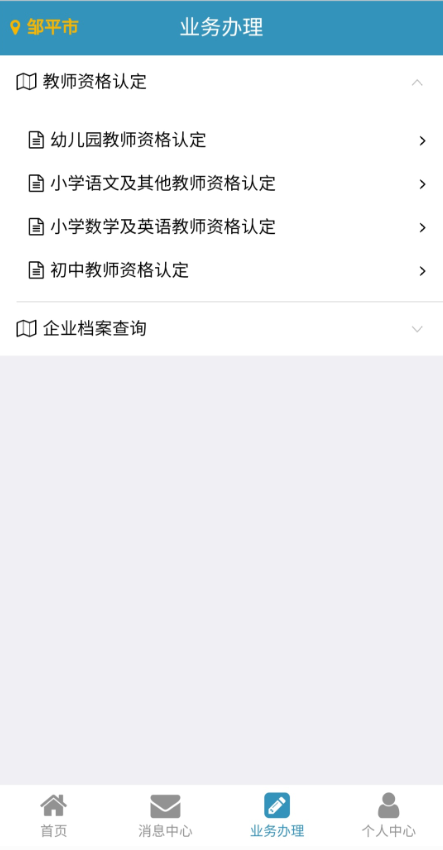 邹平市
业务办理
教师资格认定
幼儿园教师资格认定
小学语文及其他教师资格认定
小学数学及英语教师资格认定
初中教师资格认定
企业档案查询
首页
消息中心
业务办理
个人中心